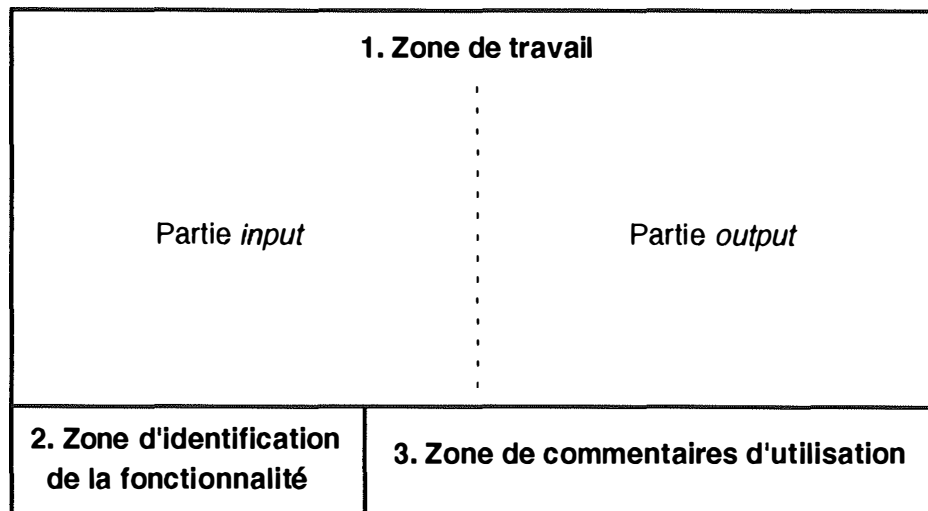 1. Zone de travail
Partie input
Partie output
2. Zone d'identification
de la fonctionnalité
3. Zone de commentaires d'utilisation